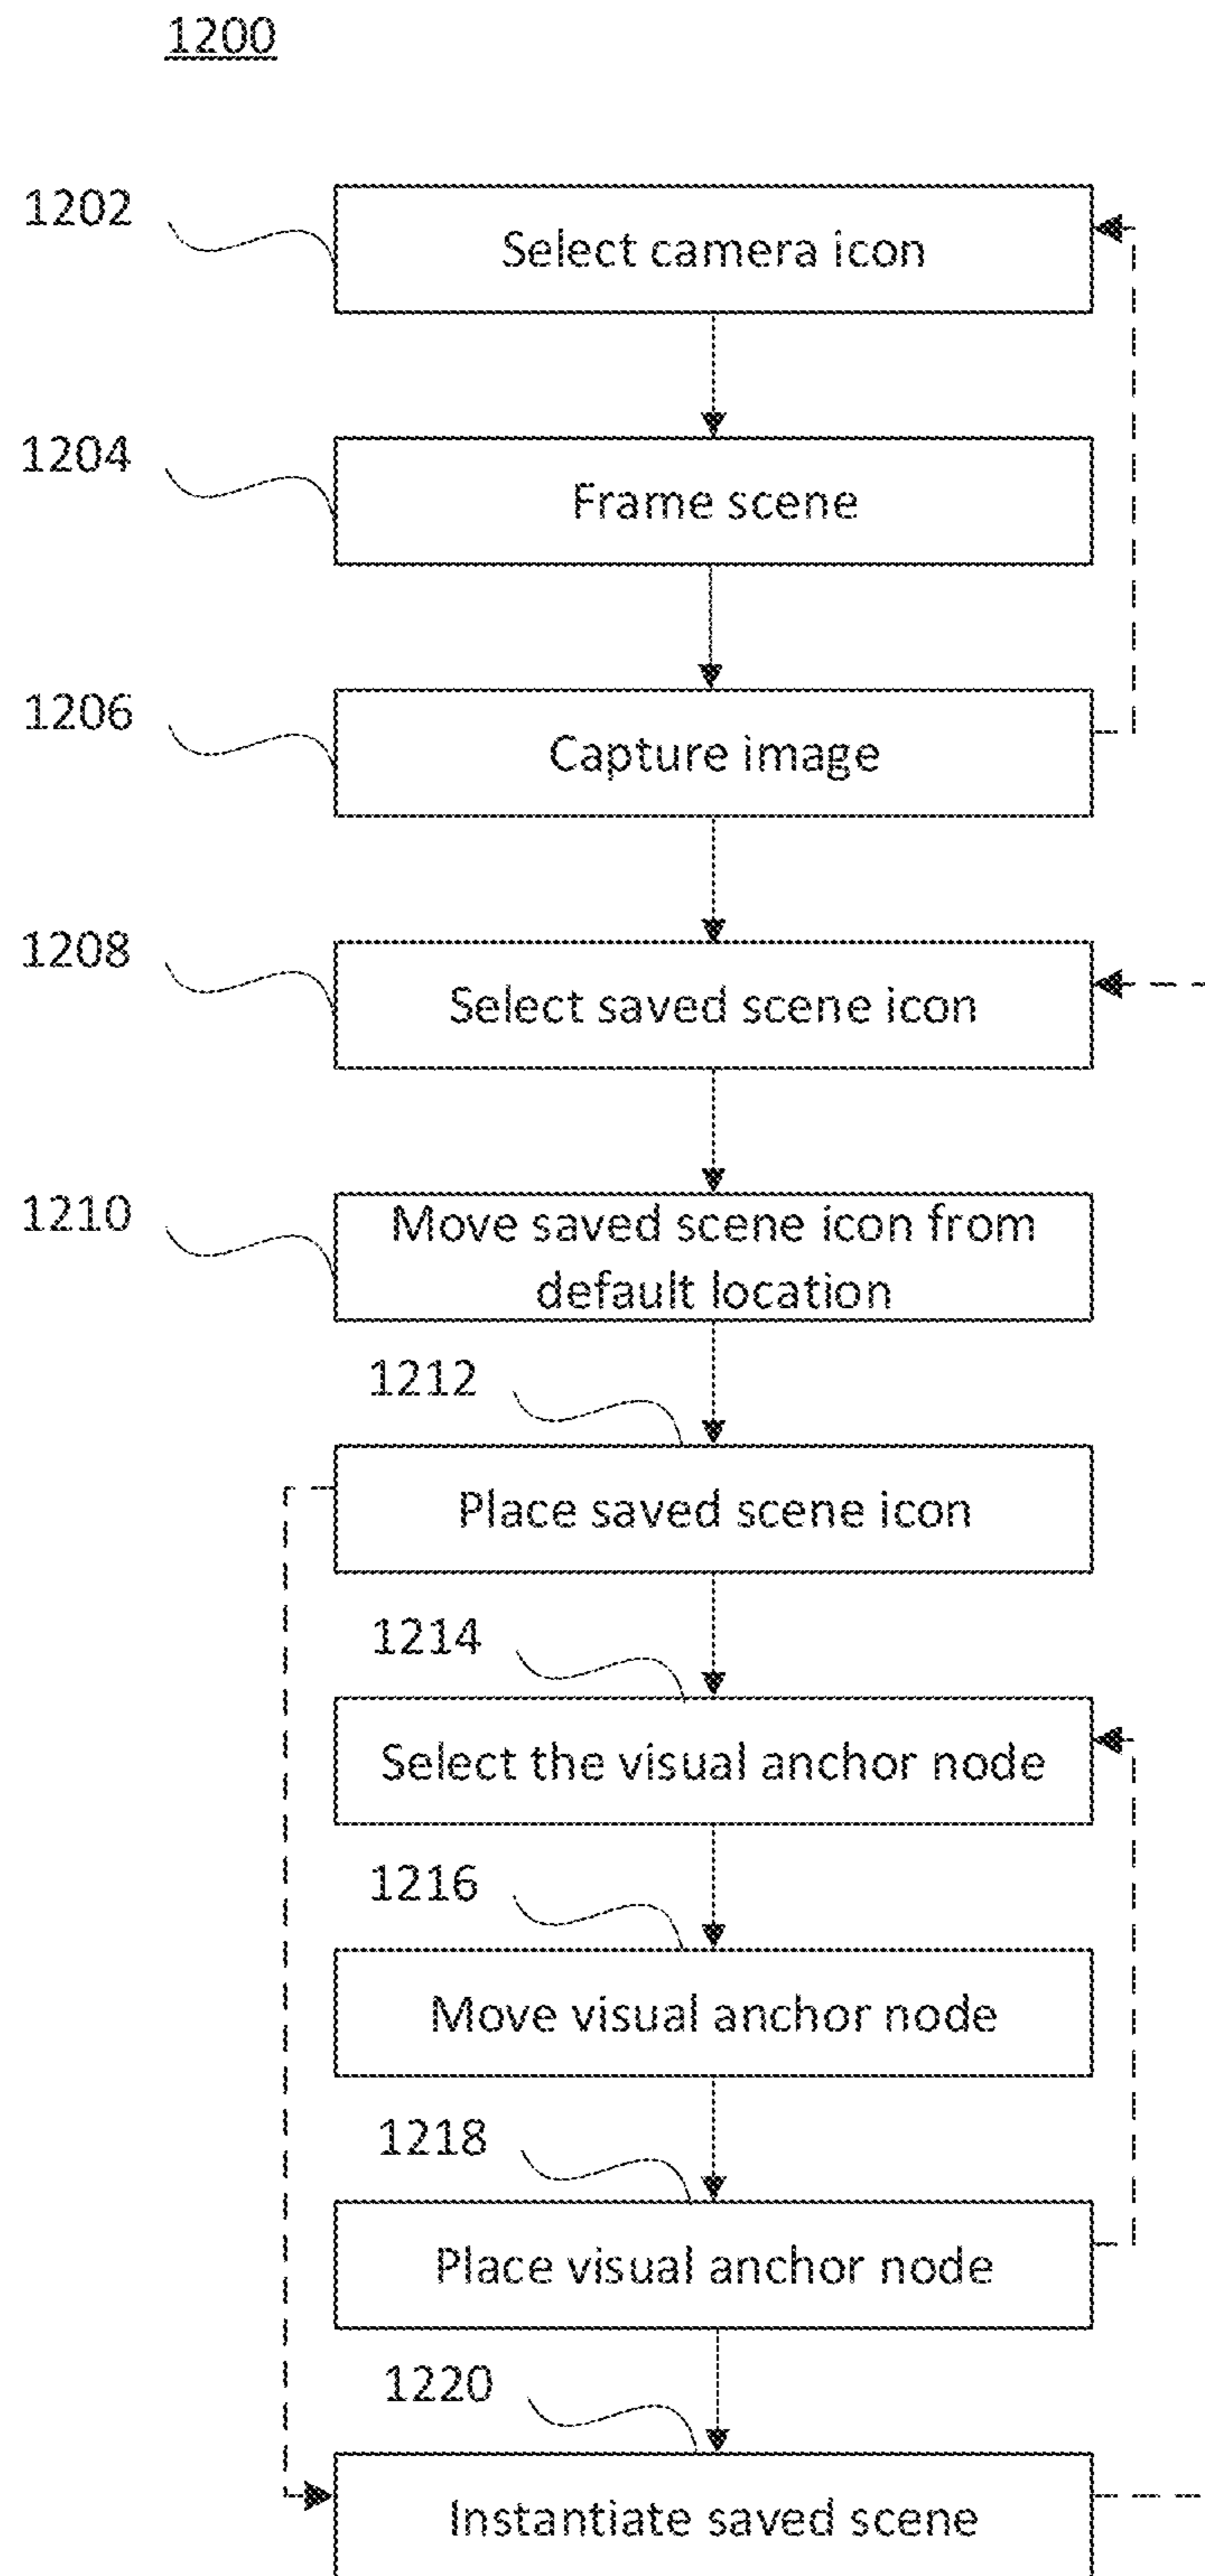 1200
1202
Select camera icon
1204
Frame scene
1206
Capture image
1208
Select saved scene icon
1210
Move saved scene icon from
default location
1212
Place saved scene icon
1214
Select the visual anchor node
1216
Move visual anchor node
1218
Place visual anchor node
1220
Instantiate saved scene